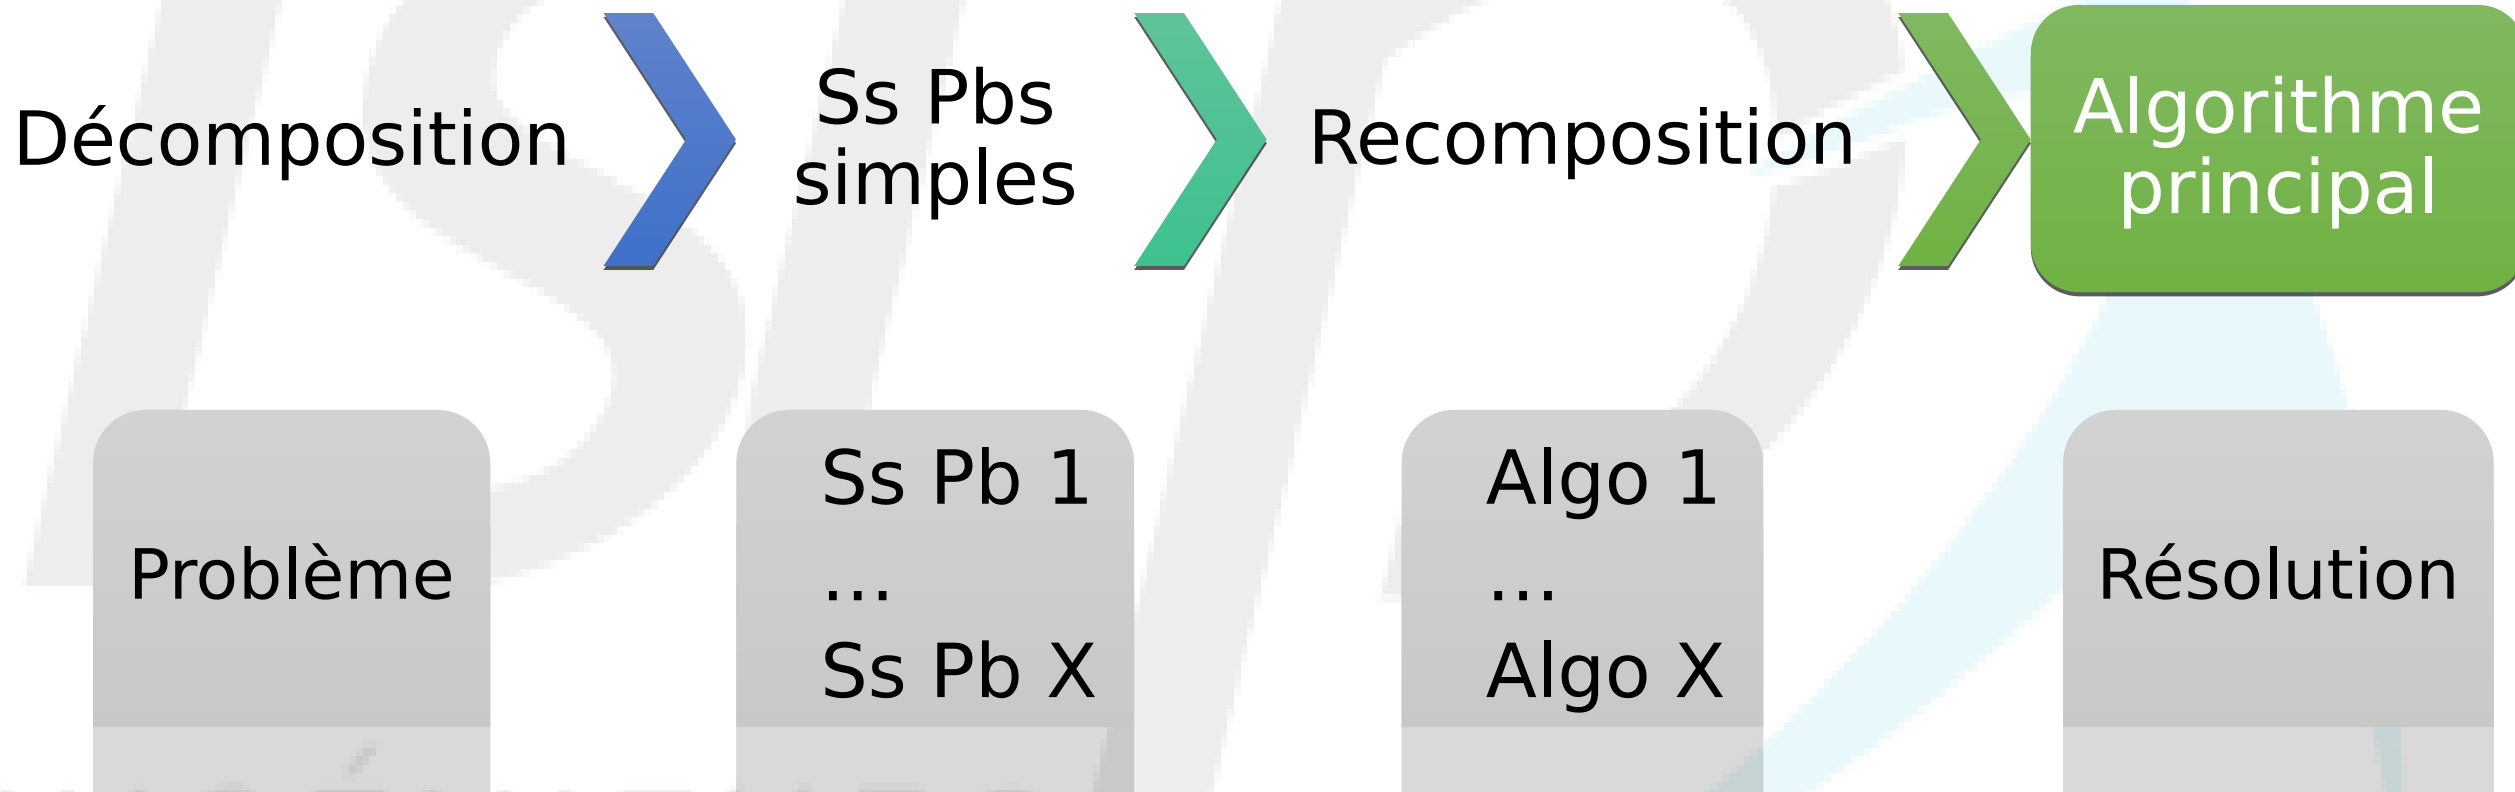 Décomposition
Ss Pbs
simples
Recomposition
Algorithme
principal
Problème
Ss Pb 1
...
Ss Pb X
Algo 1
...
Algo X
Résolution